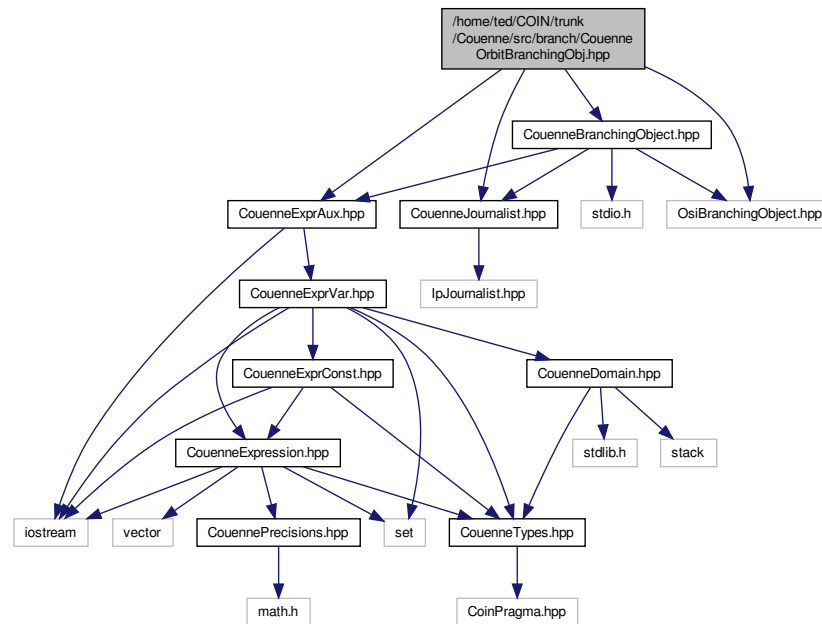 /home/ted/COIN/trunk
/Couenne/src/branch/Couenne
OrbitBranchingObj.hpp
CouenneBranchingObject.hpp
CouenneExprAux.hpp
CouenneJournalist.hpp
stdio.h
OsiBranchingObject.hpp
CouenneExprVar.hpp
IpJournalist.hpp
CouenneExprConst.hpp
CouenneDomain.hpp
CouenneExpression.hpp
stdlib.h
stack
iostream
vector
CouennePrecisions.hpp
set
CouenneTypes.hpp
math.h
CoinPragma.hpp